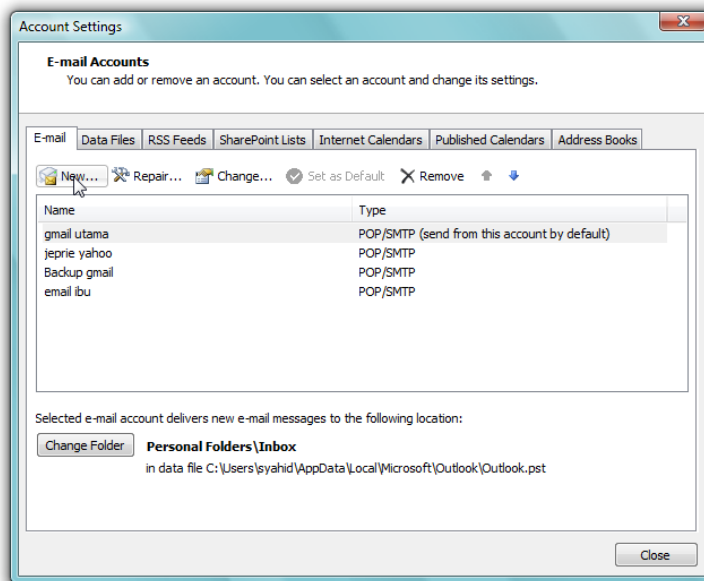 Account Settings
E-mail Accounts
You can add or remove an account. You can select an account and change its settings.
E-mail Data Files RSS Feeds SharePoint Lists Internet Calendars Published Calendars Address Books
New... Repair... Change... Set as Default Remove
Name Type
gmail utama POP/SMTP (send from this account by default)
jeprie yahoo POP/SMTP
Backup gmail POP/SMTP
email ibu POP/SMTP
Selected e-mail account delivers new e-mail messages to the following location:
Change Folder Personal Folders\Inbox
in data file C:\Users\syahid\AppData\Local\Microsoft\Outlook\Outlook.pst
Close